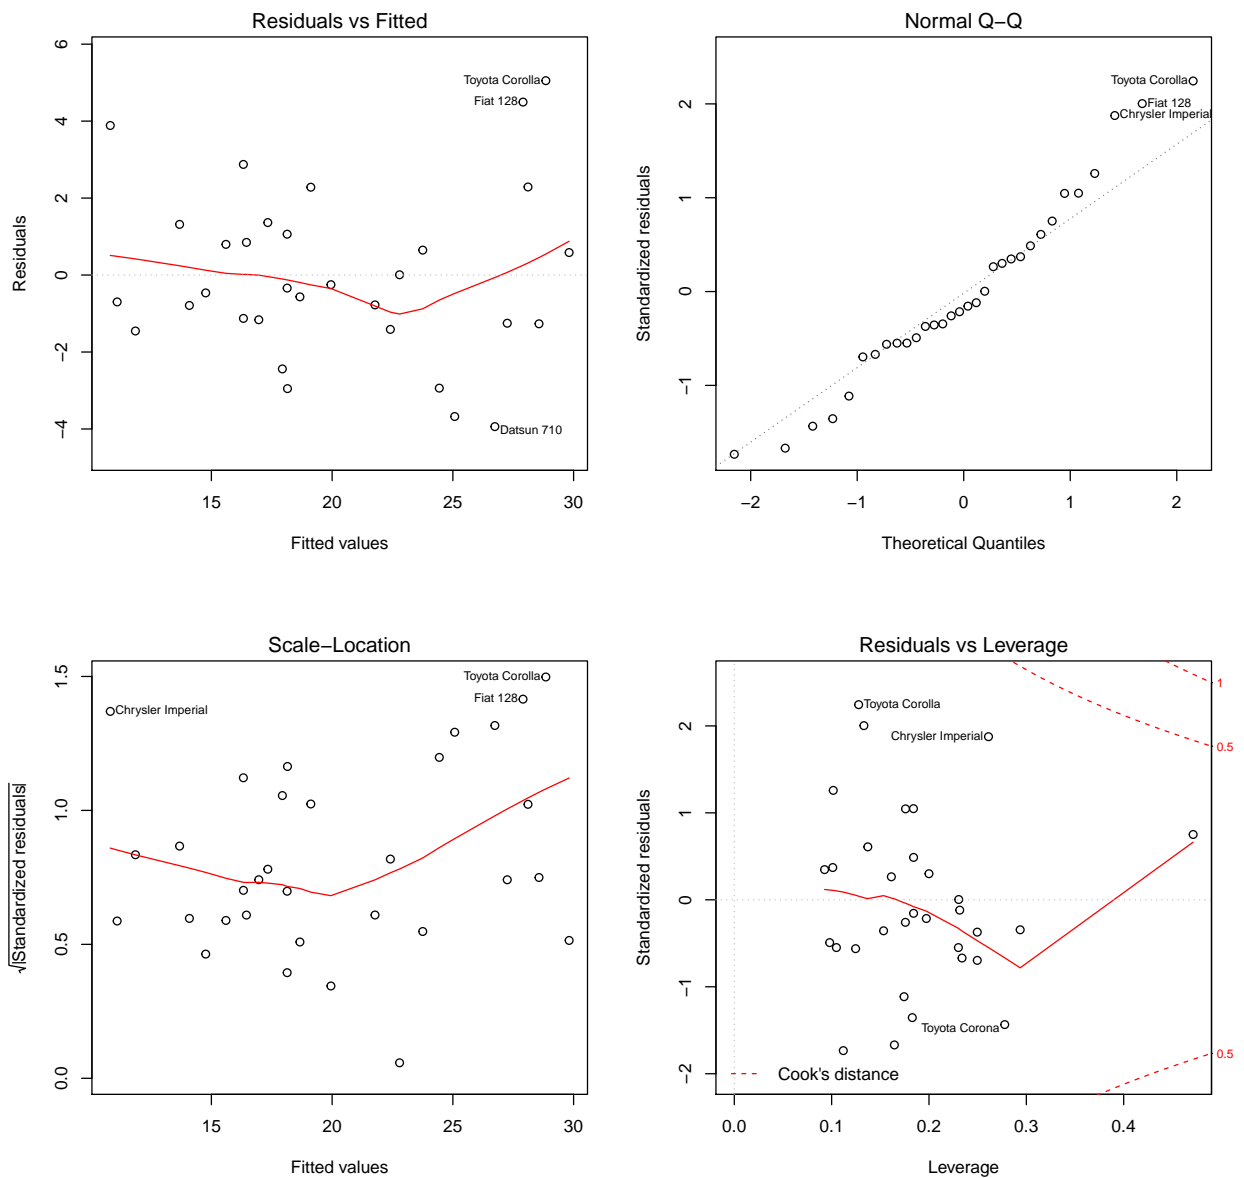 Residuals vs Fitted
6
4
2
0
−2
−4
15 20 25 30
Residuals
Fitted values
Toyota Corolla
Fiat 128
Datsun 710
Normal Q−Q
2
1
0
−1
−2 −1 0 1 2
Standardized residuals
Theoretical Quantiles
Toyota Corolla
Fiat 128
Chrysler Imperial
Scale−Location
1.5
1.0
0.5
0.0
15 20 25 30
√|Standardized residuals|
Fitted values
Toyota Corolla
Fiat 128
Chrysler Imperial
Residuals vs Leverage
2
1
0
−1
−2
0.0 0.1 0.2 0.3 0.4
Standardized residuals
Leverage
Toyota Corolla
Chrysler Imperial
Toyota Corona
Cook's distance
1
0.5
0.5